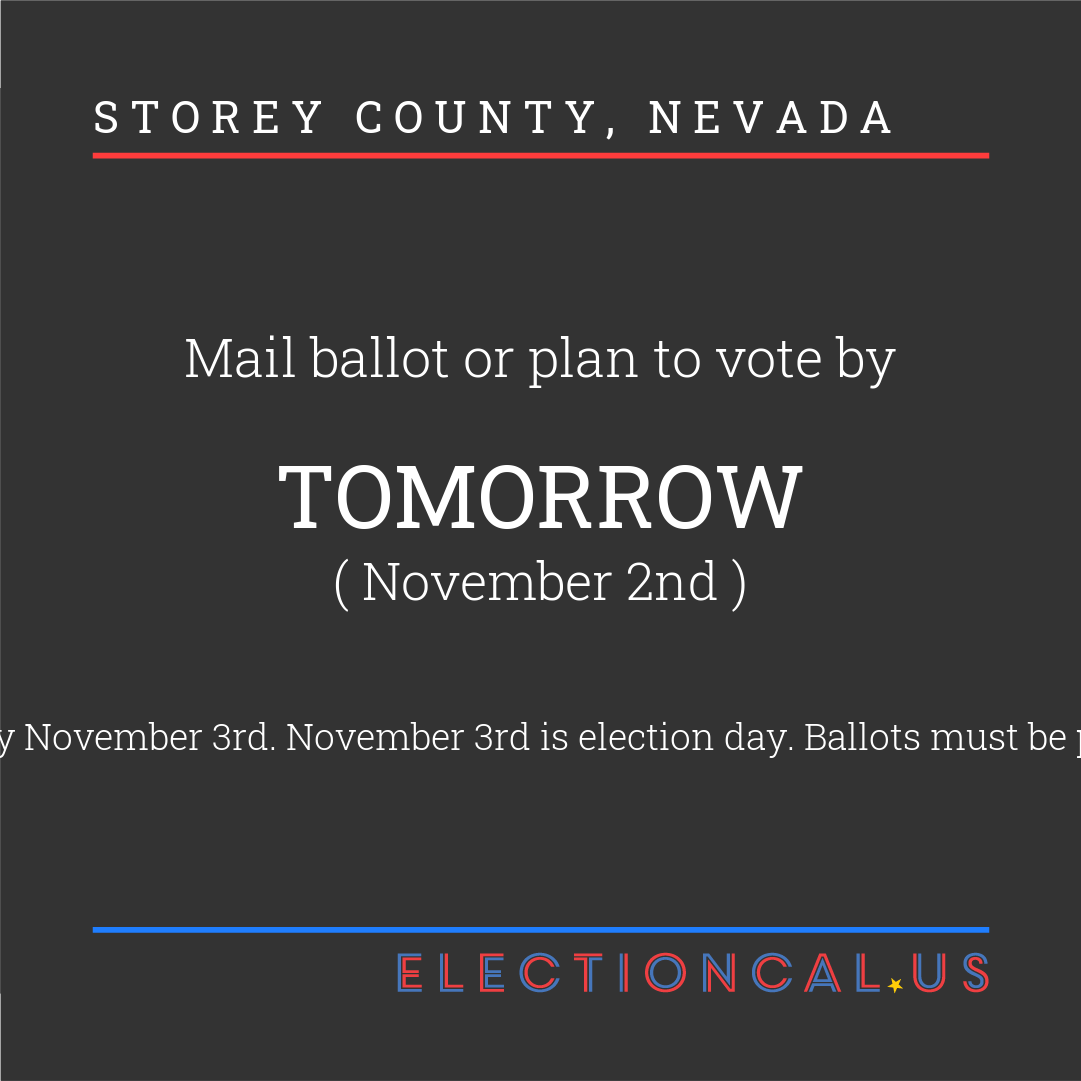 STOREY COUNTY, NEVADA
Mail ballot or plan to vote by
TOMORROW
( November 2nd )
November 3rd. November 3rd is election day. Ballots must be
ELECTIONCAL.US